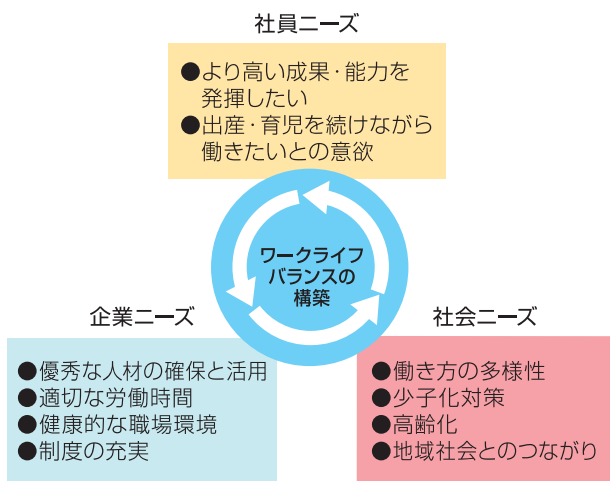 社員ニーズ
●より高い成果・能力を
発揮したい
●出産・育児を続けながら
働きたいとの意欲
ワークライフ
バランスの
構築
企業ニーズ
●優秀な人材の確保と活用
●適切な労働時間
●健康的な職場環境
●制度の充実
社会ニーズ
●働き方の多様性
●少子化対策
●高齢化
●地域社会とのつながり